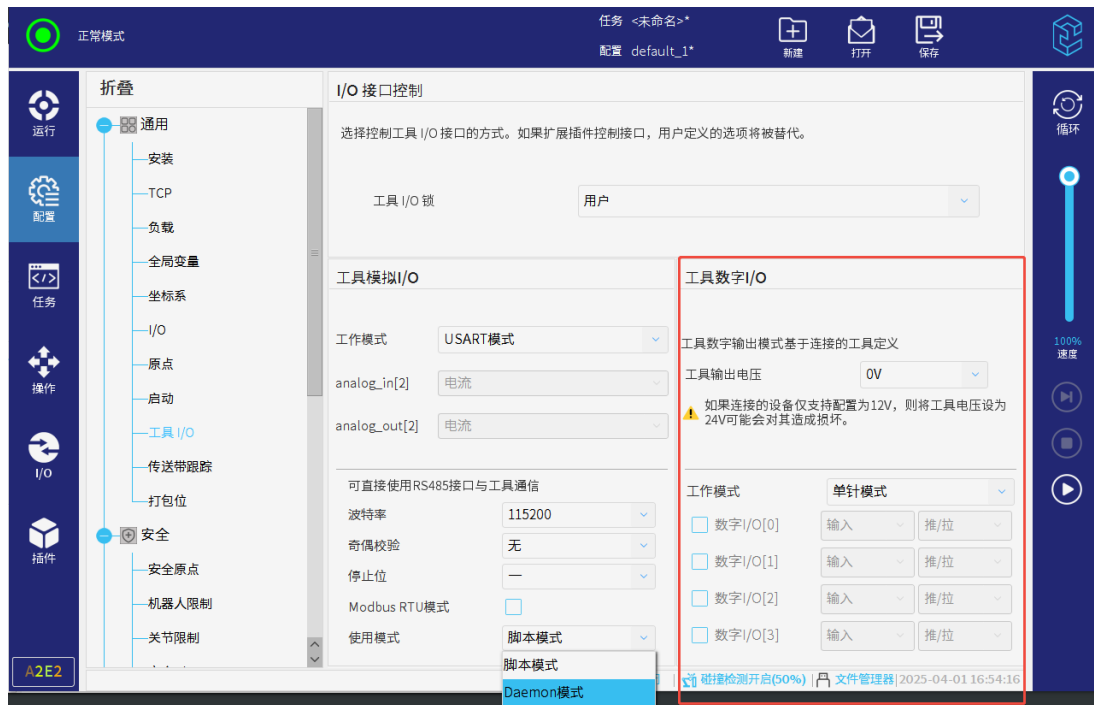 正常模式
任务 <未命名>*
配置 default_1*
新建
打开
保存
运行
配置
任务
操作
I/O
插件
A2E2
折叠
通用
安装
TCP
负载
全局变量
坐标系
I/O
原点
启动
工具 I/O
传送带跟踪
打包位
安全
安全原点
机器人限制
关节限制
I/O 接口控制
选择控制工具 I/O 接口的方式。如果扩展插件控制接口，用户定义的选项将被替代。
工具 I/O 锁
用户
工具模拟I/O
工作模式
USART模式
analog_in[2]
电流
analog_out[2]
电流
可直接使用RS485接口与工具通信
波特率
115200
奇偶校验
无
停止位
一
Modbus RTU模式
使用模式
脚本模式
脚本模式
Daemon模式
工具数字I/O
工具数字输出模式基于连接的工具定义
工具输出电压
0V
如果连接的设备仅支持配置为12V，则将工具电压设为
24V可能会对其造成损坏。
工作模式
单针模式
数字I/O[0]
输入
推/拉
数字I/O[1]
输入
推/拉
数字I/O[2]
输入
推/拉
数字I/O[3]
输入
推/拉
碰撞检测开启(50%)
文件管理器
2025-04-01 16:54:16
循环
100%
速度